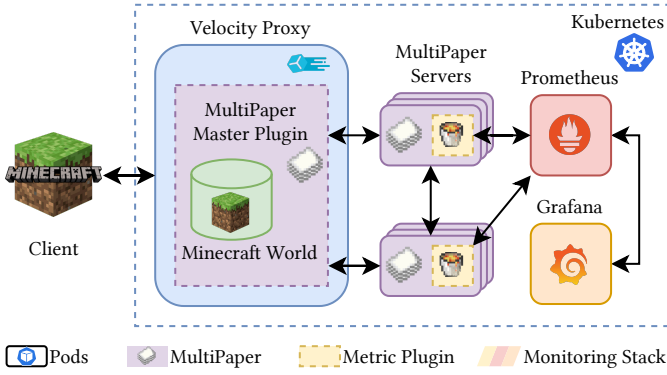 Kubernetes
Velocity Proxy
MultiPaper
Servers
Prometheus
MultiPaper
Master Plugin
MINECRAFT
Client
Minecraft World
Grafana
Pods
MultiPaper
Metric Plugin
Monitoring Stack